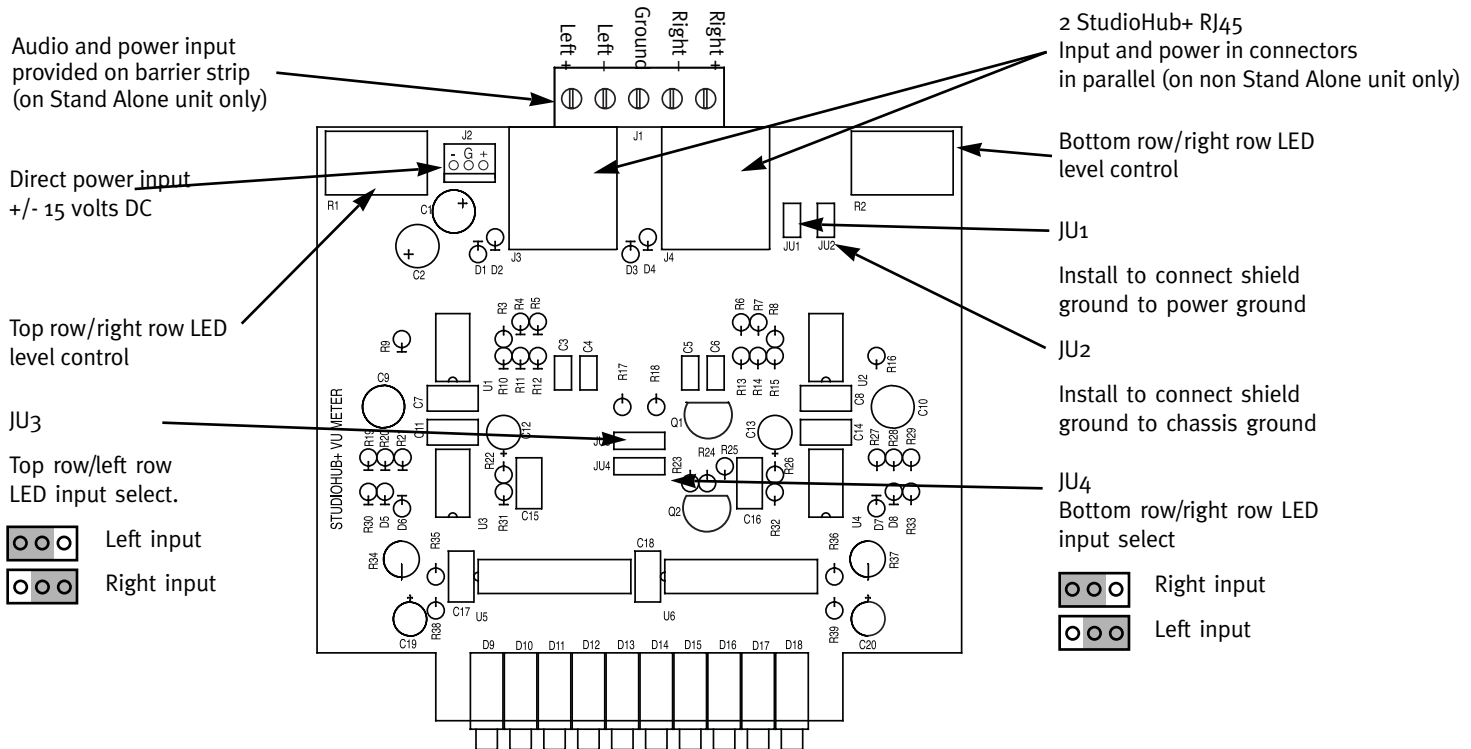 Left +
Left -
Ground
Right -
Right +
Audio and power input
provided on barrier strip
(on Stand Alone unit only)
2 StudioHub+ RJ45
Input and power in connectors
in parallel (on non Stand Alone unit only)
Direct power input
+/- 15 volts DC
Bottom row/right row LED
level control
Top row/right row LED
level control
JU1
Install to connect shield
ground to power ground
JU2
Install to connect shield
ground to chassis ground
JU3
Top row/left row
LED input select.
Left input
Right input
JU4
Bottom row/right row LED
input select
Right input
Left input
J2
- G +
J1
R1
C1
C2
D1 D2
J3
D3 D4
J4
JU1
JU2
R2
R3
R4
R5
R6
R7
R8
R9
U1
R10
R11
R12
C3
C4
R17
R18
C5
C6
R13
R14
R15
U2
R16
C9
C7
C8
C10
STUDIOHUB+ VU METER
R19
R20
R21
C11
C12
Q1
C13
C14
R27
R28
R29
JU4
R22
R23
R24
R25
R26
R30
D5
D6
U3
R31
C15
Q2
C16
R32
U4
D7
D8
R33
R34
R35
C18
R36
R37
C17
U5
U6
R38
R39
C19
C20
D9
D10
D11
D12
D13
D14
D15
D16
D17
D18